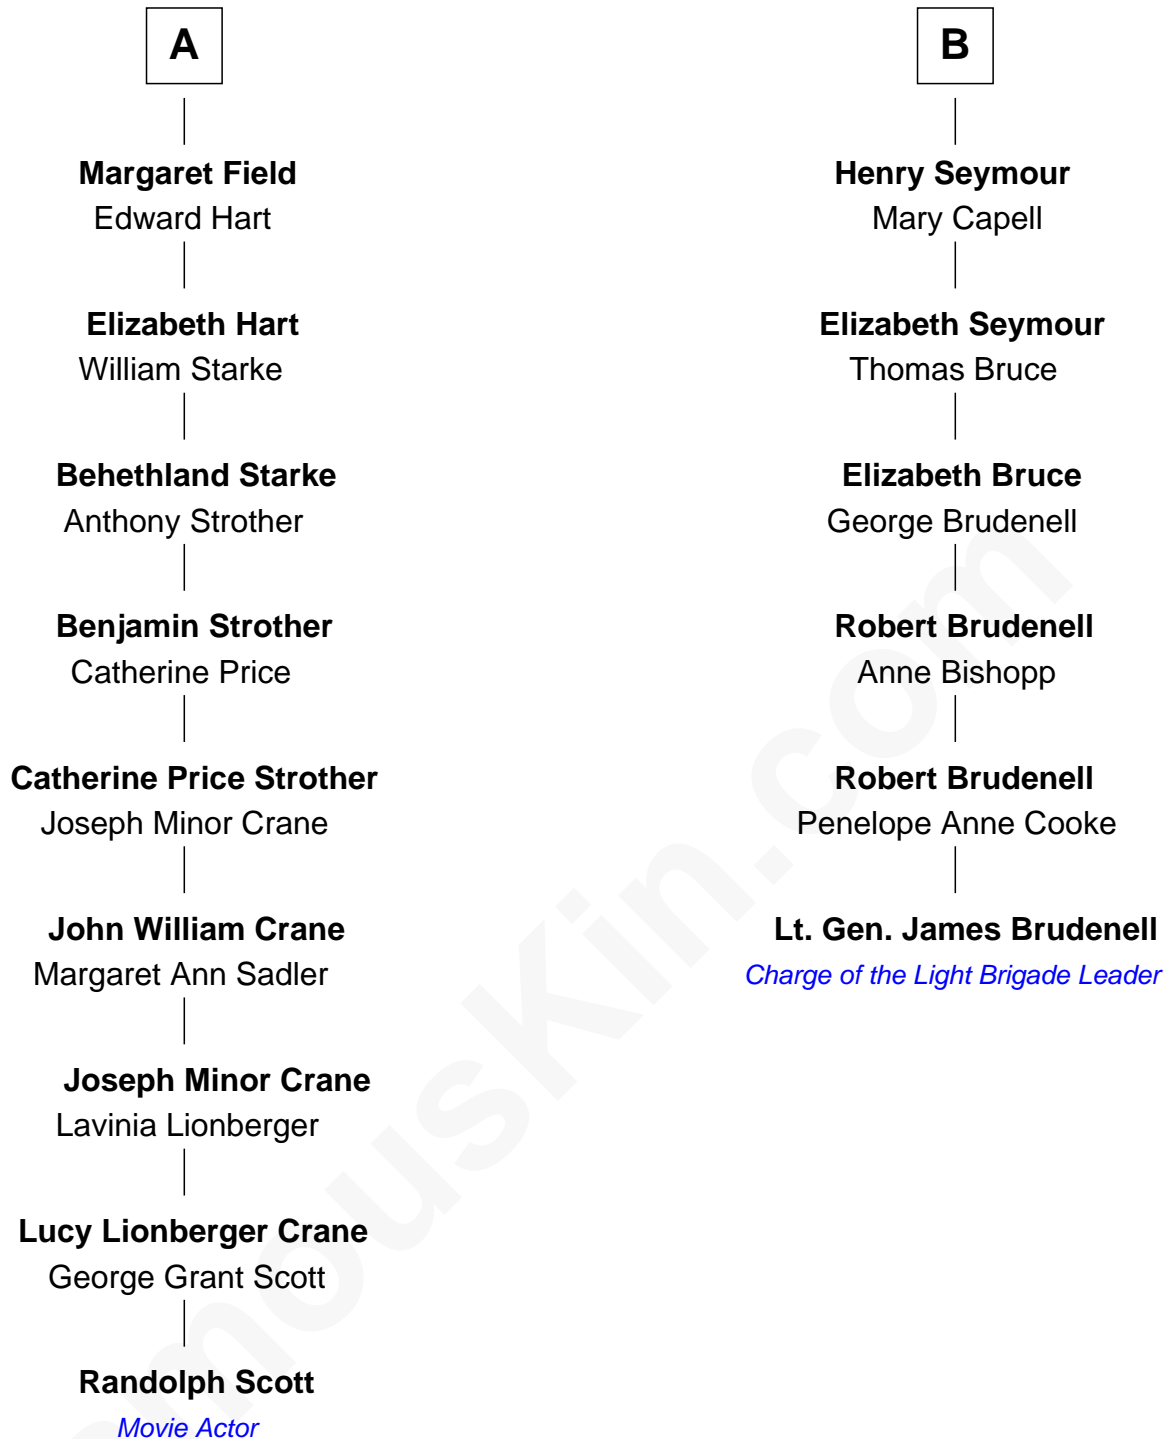 A
Margaret Field
Edward Hart
Elizabeth Hart
William Starke
Behethland Starke
Anthony Strother
Benjamin Strother
Catherine Price
Catherine Price Strother
Joseph Minor Crane
John William Crane
Margaret Ann Sadler
Joseph Minor Crane
Lavinia Lionberger
Lucy Lionberger Crane
George Grant Scott
Randolph Scott
Movie Actor
B
Henry Seymour
Mary Capell
Elizabeth Seymour
Thomas Bruce
Elizabeth Bruce
George Brudenell
Robert Brudenell
Anne Bishopp
Robert Brudenell
Penelope Anne Cooke
Lt. Gen. James Brudenell
Charge of the Light Brigade Leader
mouskin.com